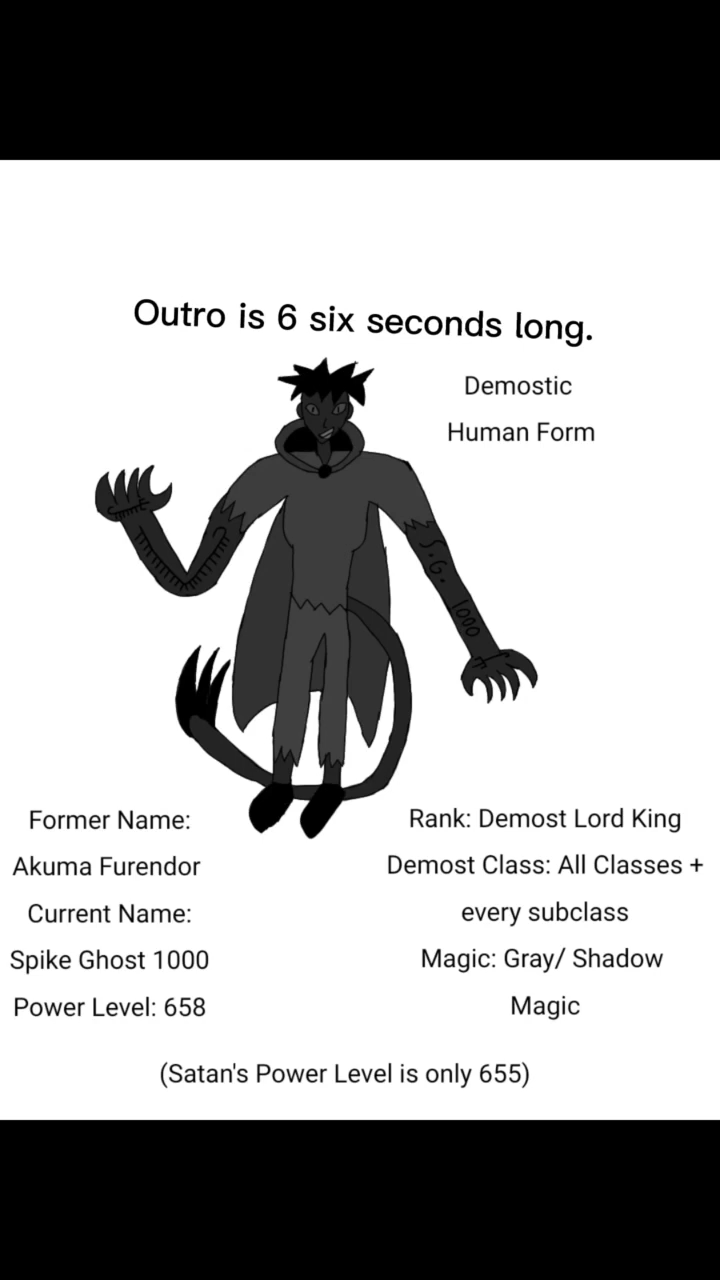 Outro is 6 six seconds long.
Demostic
Human Form
S.G. 1000
Former Name:
Akuma Furendor
Current Name:
Spike Ghost 1000
Power Level: 658
Rank: Demost Lord King
Demost Class: All Classes +
every subclass
Magic: Gray/ Shadow
Magic
(Satan's Power Level is only 655)